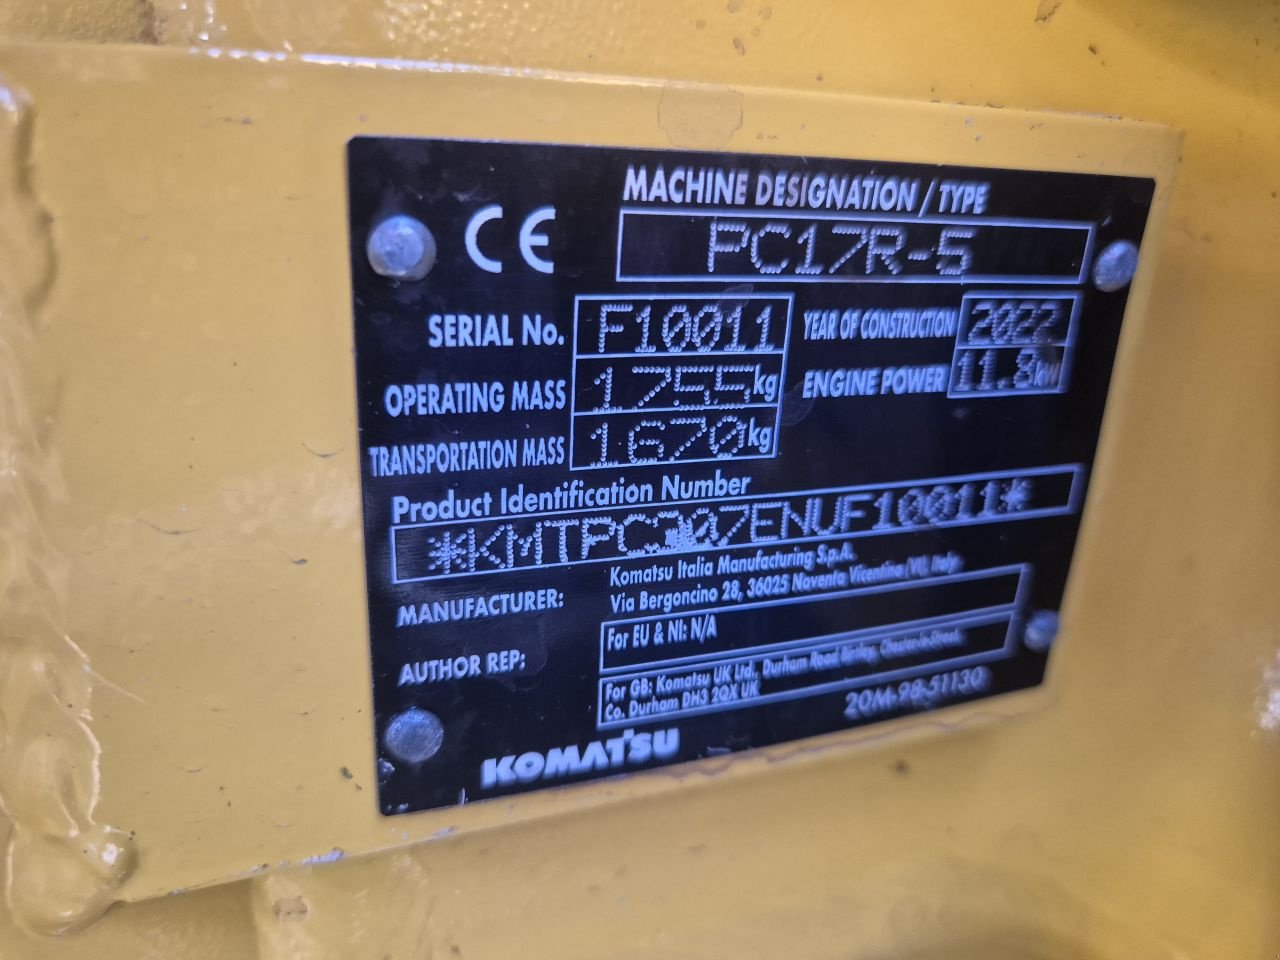 MACHINE DESIGNATION / TYPE
CE PC17R-5
SERIAL No. F10011 YEAR OF CONSTRUCTION 2022
OPERATING MASS 1755 kg ENGINE POWER 11.8 kW
TRANSPORTATION MASS 1670 kg
Product Identification Number
MANUFACTURER: Komatsu Italia Manufacturing S.p.A.
Via Bergoncino 28, 36025 Noventa Vicentina (VI), Italy
AUTHOR REP: For EU & NI: N/A
For GB: Komatsu UK Ltd., Durham Road Birtley, Chester-le-Street.
Co. Durham DH3 2QX UK
KOMATSU 20M-98-51130